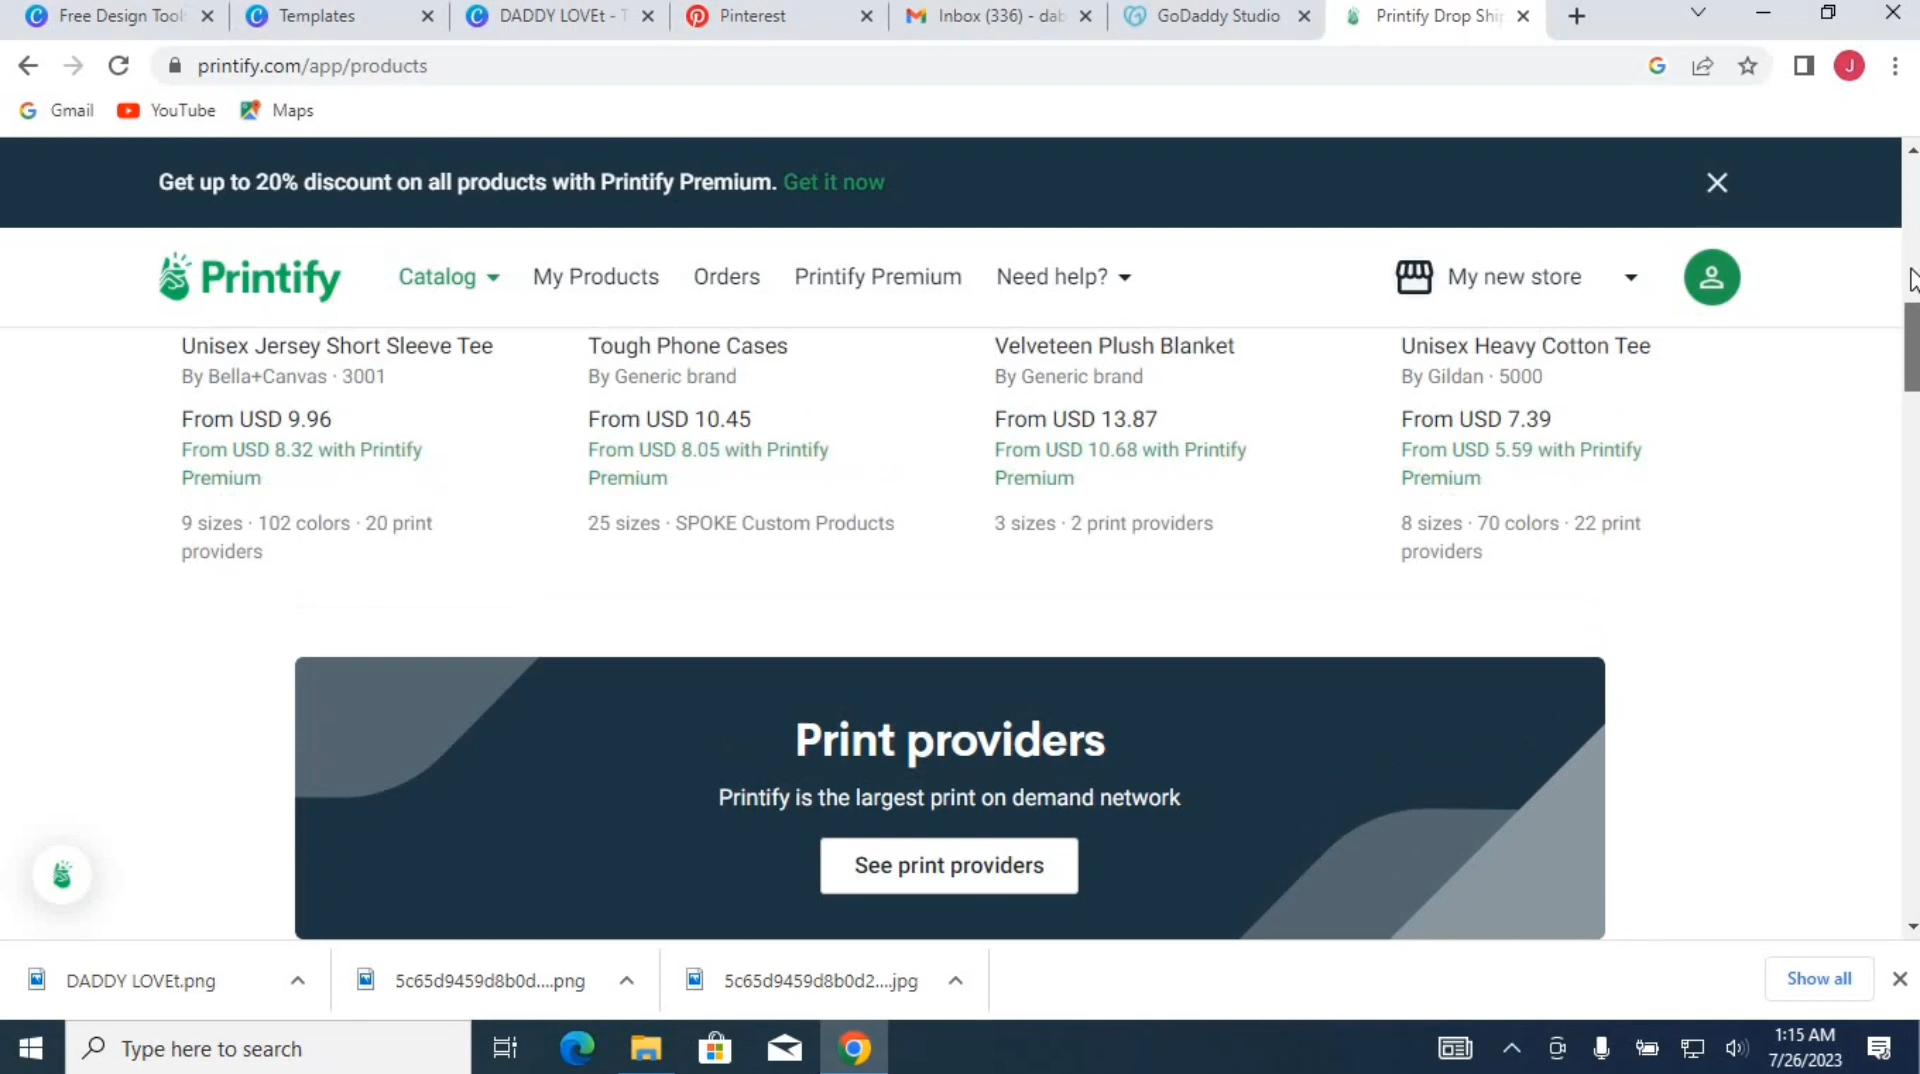 Free Design Tool
Templates
DADDY LOVEt - T
Pinterest
Inbox (336) - dab
GoDaddy Studio
Printify Drop Ship
printify.com/app/products
J
Gmail
YouTube
Maps
Get up to 20% discount on all products with Printify Premium. Get it now
Printify
Catalog
My Products
Orders
Printify Premium
Need help?
My new store
Unisex Jersey Short Sleeve Tee
By Bella+Canvas · 3001
From USD 9.96
From USD 8.32 with Printify
Premium
9 sizes · 102 colors · 20 print
providers
Tough Phone Cases
By Generic brand
From USD 10.45
From USD 8.05 with Printify
Premium
25 sizes · SPOKE Custom Products
Velveteen Plush Blanket
By Generic brand
From USD 13.87
From USD 10.68 with Printify
Premium
3 sizes · 2 print providers
Unisex Heavy Cotton Tee
By Gildan · 5000
From USD 7.39
From USD 5.59 with Printify
Premium
8 sizes · 70 colors · 22 print
providers
Print providers
Printify is the largest print on demand network
See print providers
DADDY LOVEt.png
5c65d9459d8b0d....png
5c65d9459d8b0d2....jpg
Show all
Type here to search
1:15 AM
7/26/2023